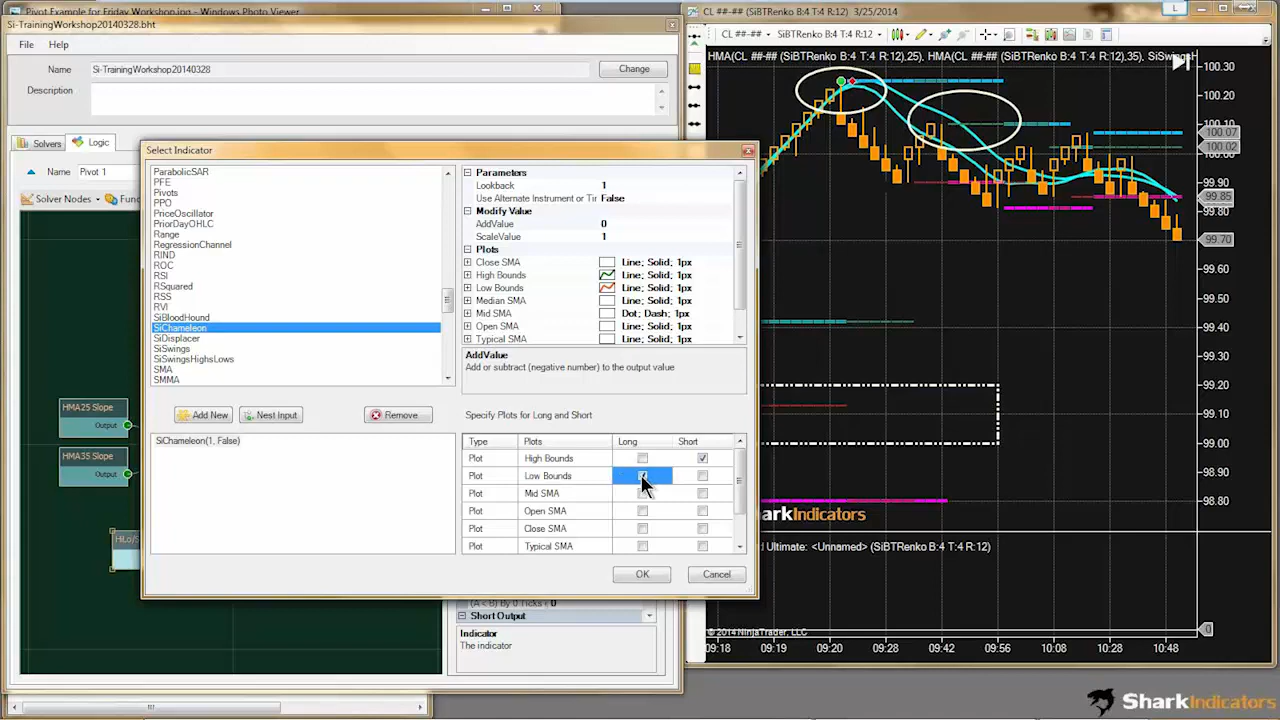 Pivot Example for Friday Workshop.jpg - Windows Photo Viewer
Si-TrainingWorkshop20140328.bht
File Help
Name Si-TrainingWorkshop20140328 Change
Description
Solvers Logic
Name Pivot 1
Solver Nodes
HMA25 Slope
Output
HMA35 Slope
Output
Select Indicator
ParabolicSAR
PFE
Pivots
PPO
PriceOscillator
PriorDayOHLC
Range
RegressionChannel
RIND
ROC
RSI
RSquared
RSS
RVI
SiBloodHound
SiChameleon
SiDisplacer
SiSwings
SiSwingsHighsLows
SMA
SMMA
Add New Nest Input Remove
SiChameleon(1, False)
Parameters
Lookback 1
Use Alternate Instrument or Tir False
Modify Value
AddValue 0
ScaleValue 1
Plots
Close SMA Line; Solid; 1px
High Bounds Line; Solid; 1px
Low Bounds Line; Solid; 1px
Median SMA Line; Solid; 1px
Mid SMA Dot; Dash; 1px
Open SMA Line; Solid; 1px
Typical SMA Line; Solid; 1px
AddValue
Add or subtract (negative number) to the output value
Specify Plots for Long and Short
Type Plots Long Short
Plot High Bounds
Plot Low Bounds
Plot Mid SMA
Plot Open SMA
Plot Close SMA
Plot Typical SMA
OK Cancel
(A < B) By 0 Ticks ( 0
Short Output
Indicator
The indicator
CL ##-## (SiBTRenko B:4 T:4 R:12) 3/25/2014
CL ##-## SiBTRenko B:4 T:4 R:12
HMA(CL ##-## (SiBTRenko B:4 T:4 R:12),25), HMA(CL ##-## (SiBTRenko B:4 T:4 R:12),35), SiSwingsH
100.30
100.20
100.10
100.07
100.02
100.00
99.90
99.85
99.80
99.70
99.60
99.50
99.40
99.30
99.20
99.10
99.00
98.90
98.80
arkIndicators
d Ultimate: <Unnamed> (SiBTRenko B:4 T:4 R:12)
0
© 2014 NinjaTrader, LLC
09:18 09:19 09:20 09:28 09:42 09:56 10:08 10:48
SharkIndicators